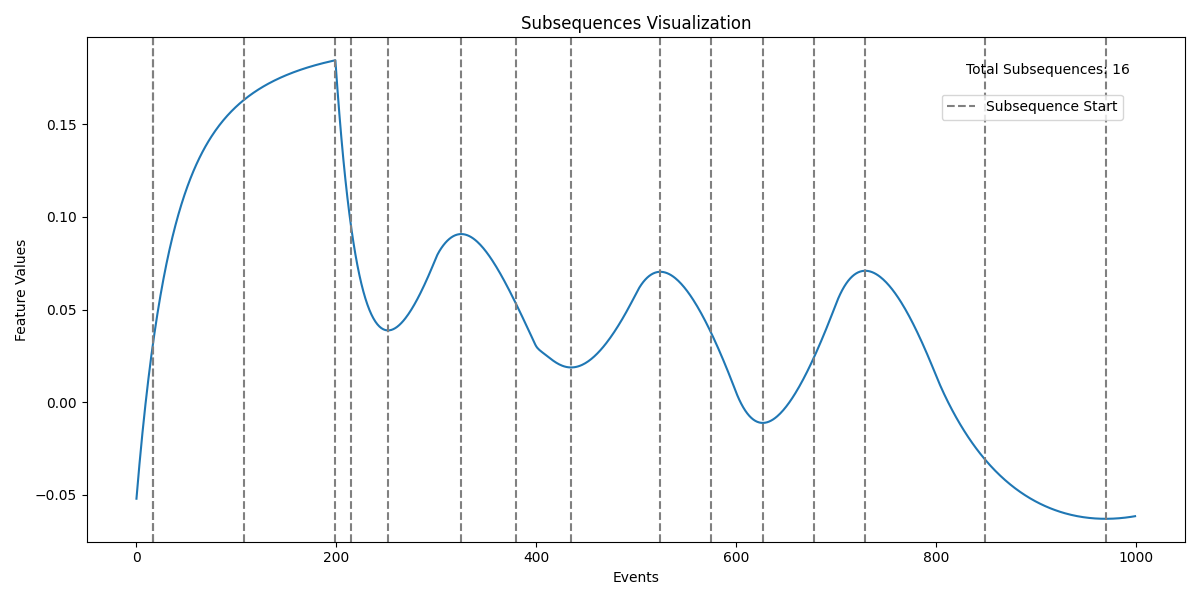 Subsequences Visualization
Total Subsequences: 16
Subsequence Start
Feature Values
0.15
0.10
0.05
0.00
−0.05
0
200
400
600
800
1000
Events